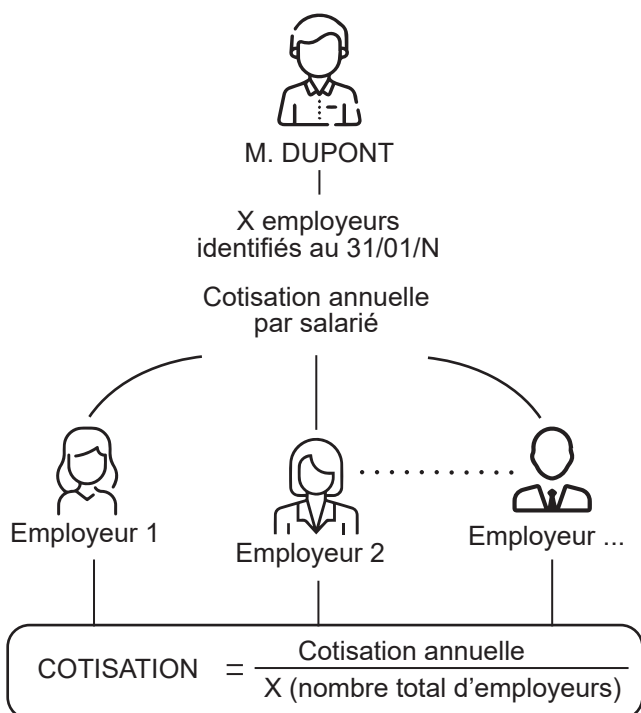 M. DUPONT
X employeurs
identifiés au 31/01/N
Cotisation annuelle
par salarié
Employeur 1
Employeur 2
Employeur ...
COTISATION = Cotisation annuelle
X (nombre total d'employeurs)